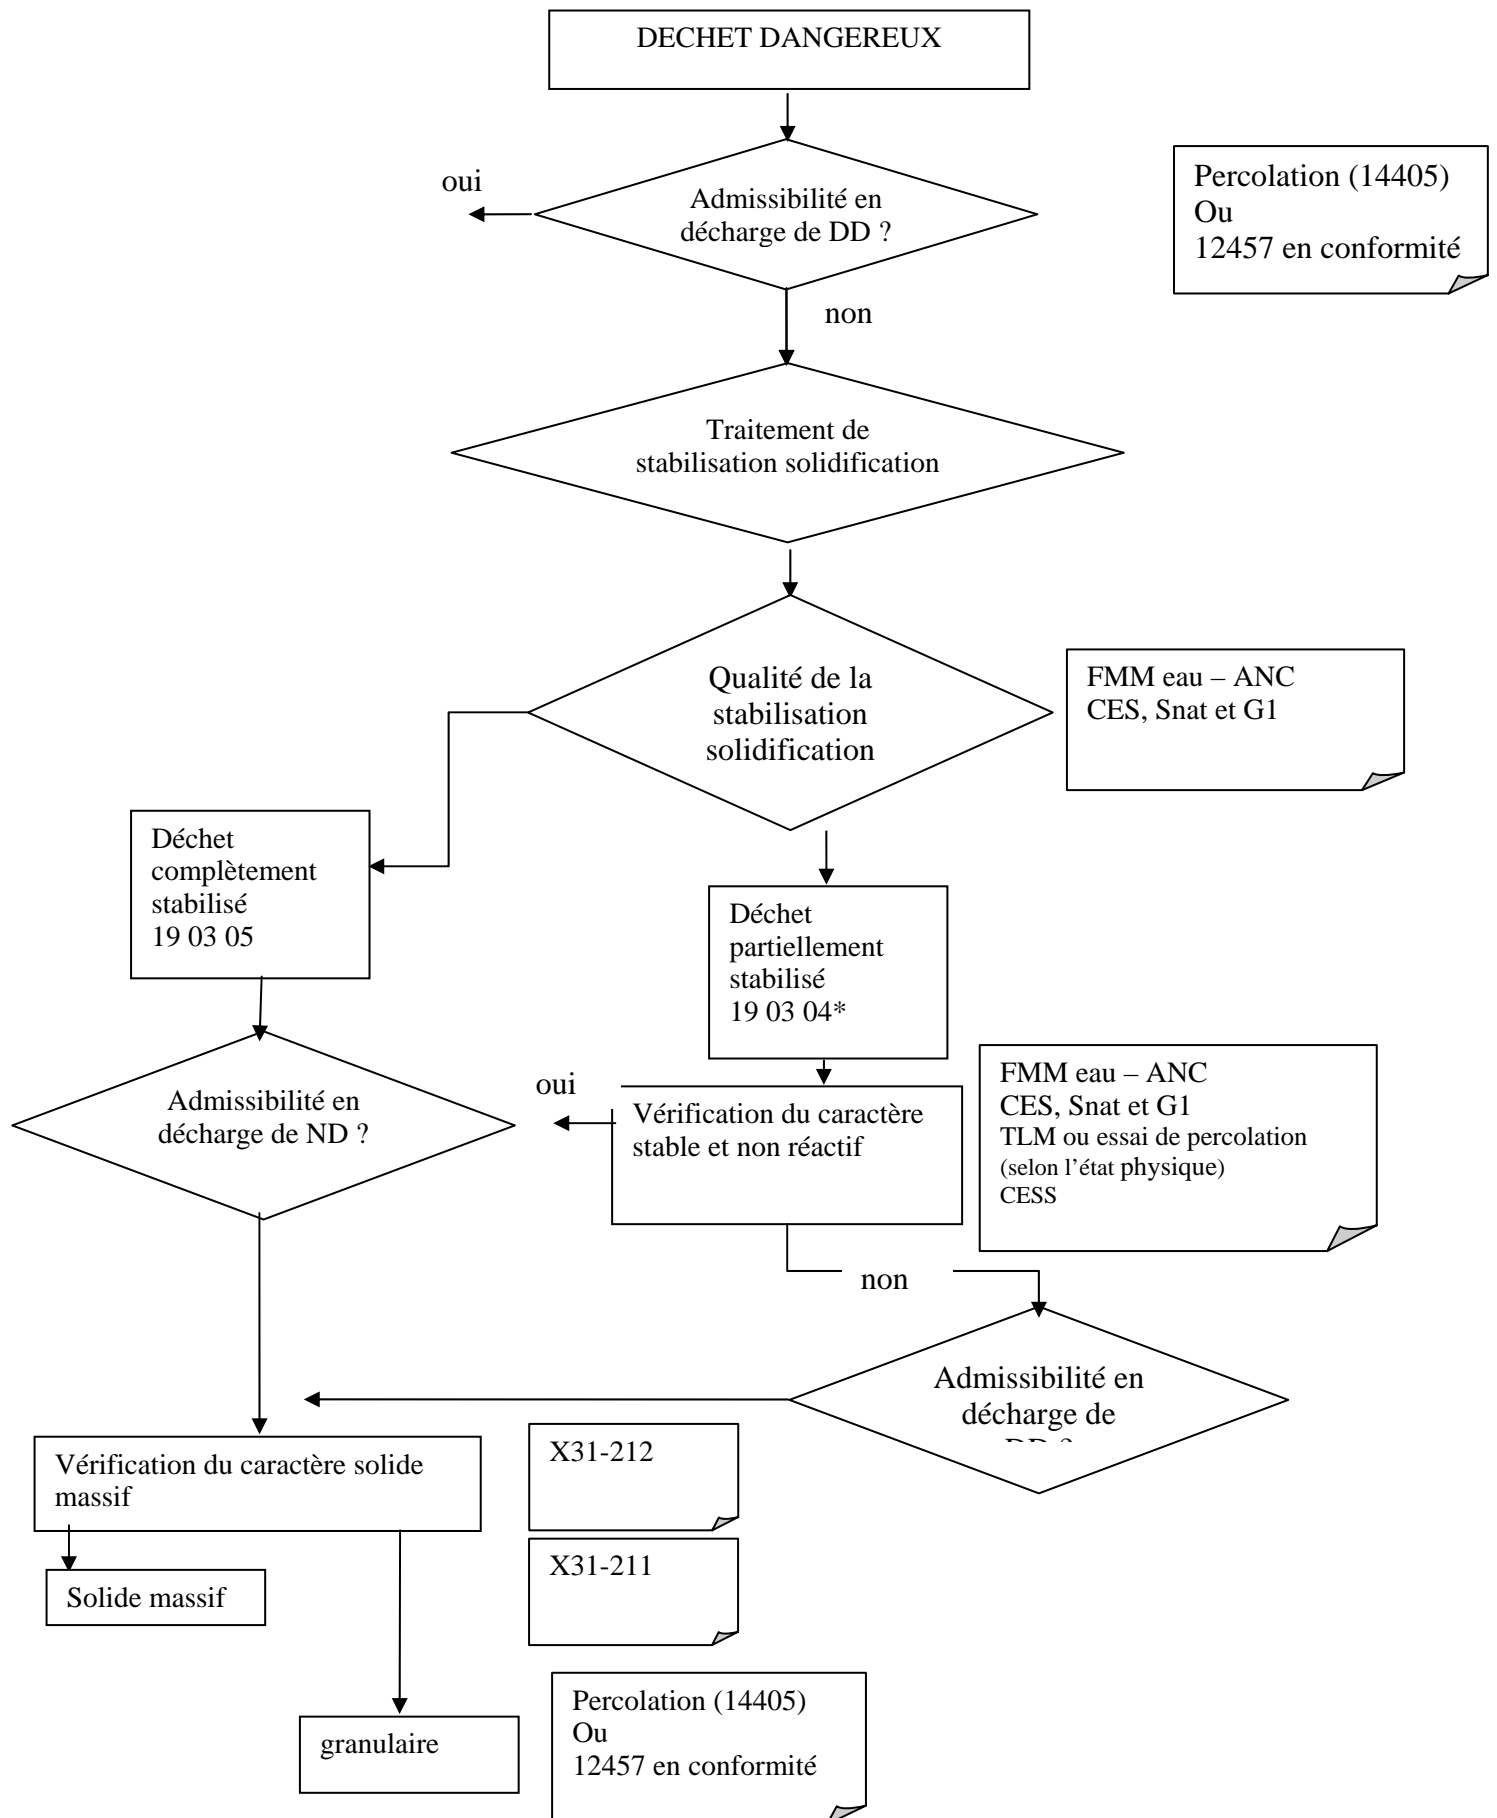 DECHET DANGEREUX
oui
Admissibilité en
décharge de DD ?
Percolation (14405)
Ou
12457 en conformité
non
Traitement de
stabilisation solidification
Qualité de la
stabilisation
solidification
FMM eau – ANC
CES, Snat et G1
Déchet
complètement
stabilisé
19 03 05
Déchet
partiellement
stabilisé
19 03 04*
Admissibilité en
décharge de ND ?
oui
Vérification du caractère
stable et non réactif
FMM eau – ANC
CES, Snat et G1
TLM ou essai de percolation
(selon l’état physique)
CESS
non
Admissibilité en
décharge de
Vérification du caractère solide
massif
X31-212
X31-211
Solide massif
granulaire
Percolation (14405)
Ou
12457 en conformité